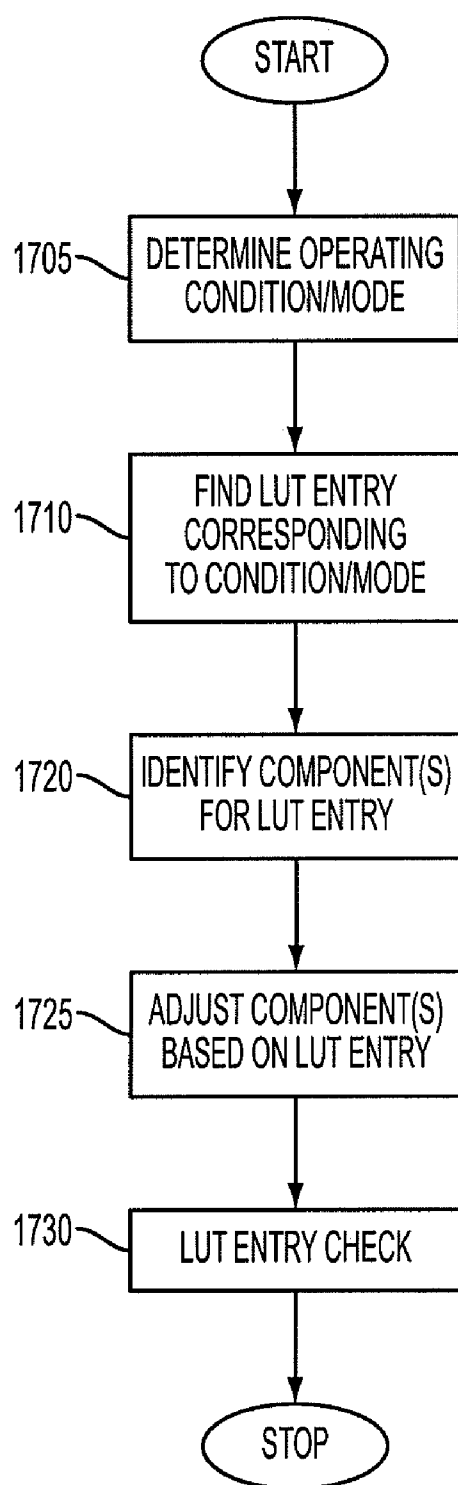 START
1705
DETERMINE OPERATING
CONDITION/MODE
1710
FIND LUT ENTRY
CORRESPONDING
TO CONDITION/MODE
1720
IDENTIFY COMPONENT(S)
FOR LUT ENTRY
1725
ADJUST COMPONENT(S)
BASED ON LUT ENTRY
1730
LUT ENTRY CHECK
STOP